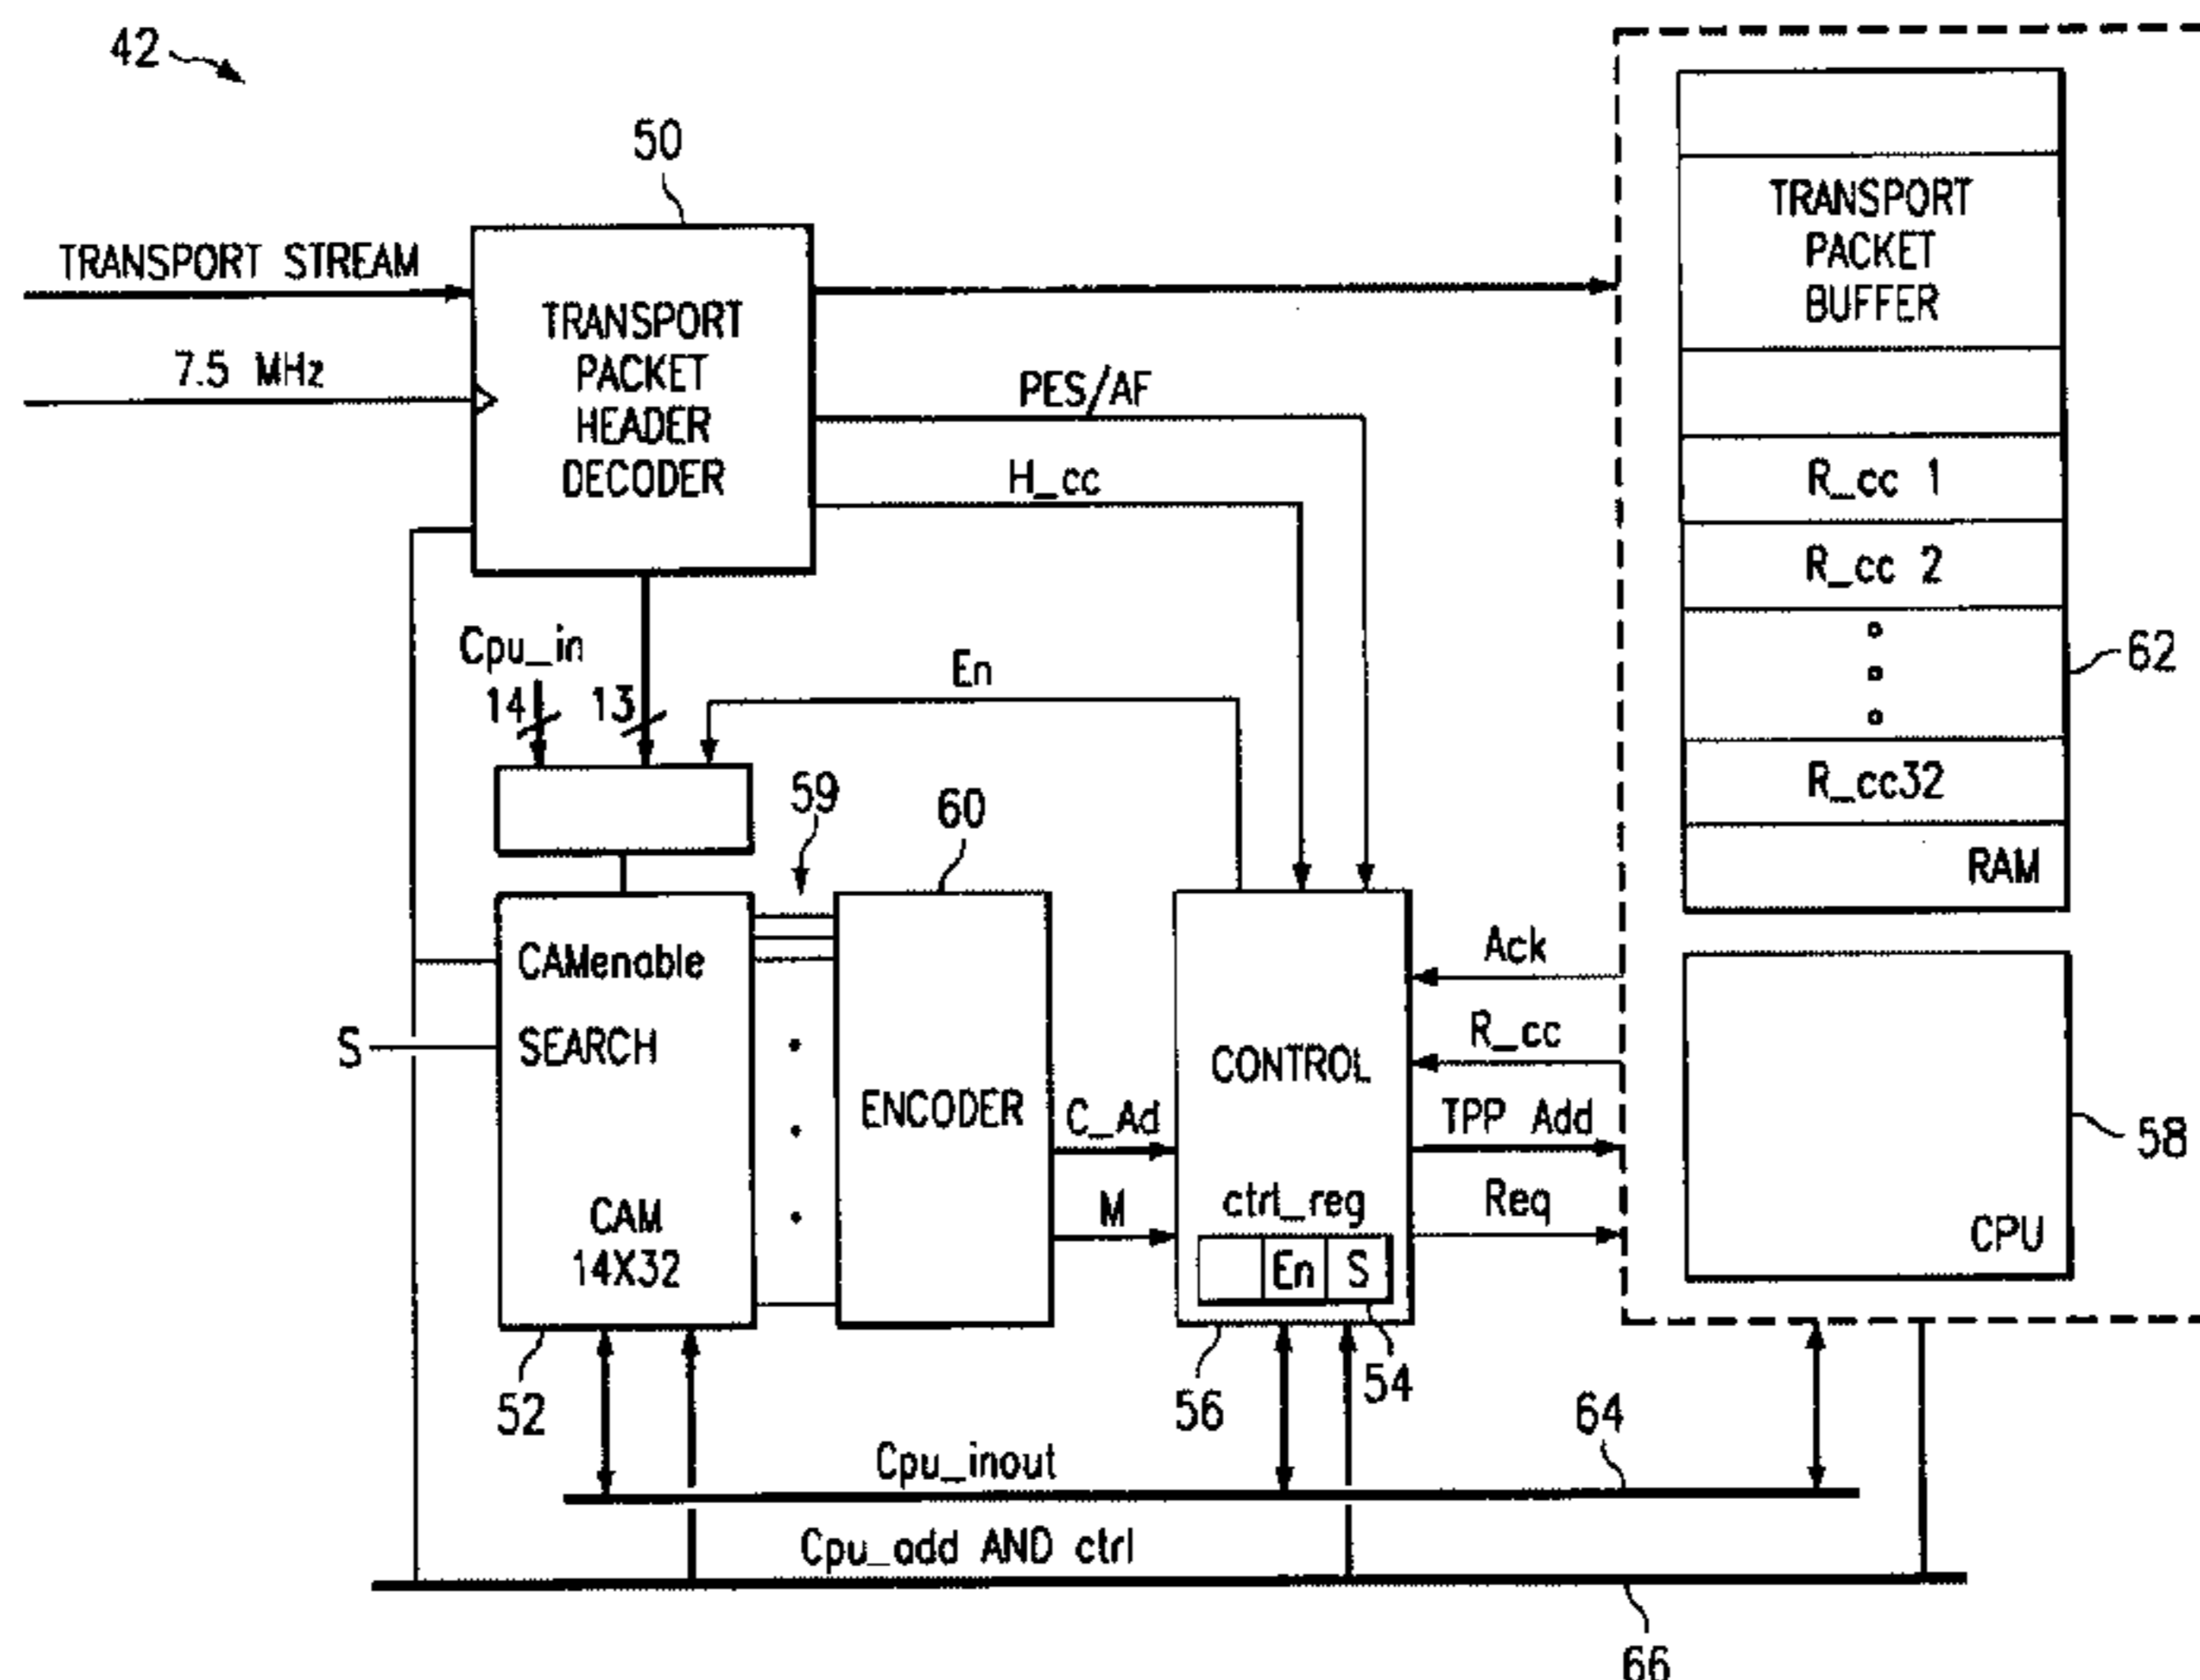 42
50
TRANSPORT STREAM
7.5 MHz
TRANSPORT
PACKET
HEADER
DECODER
PES/AF
H_cc
TRANSPORT
PACKET
BUFFER
R_cc 1
R_cc 2
R_cc32
RAM
62
Cpu_in
14
13
En
59
60
CAMenable
SEARCH
S
CAM
14X32
ENCODER
C_Ad
M
CONTROL
ctrl_reg
En
S
Ack
R_cc
TPP Add
Req
CPU
58
52
56
54
64
Cpu_inout
Cpu_add AND ctrl
66